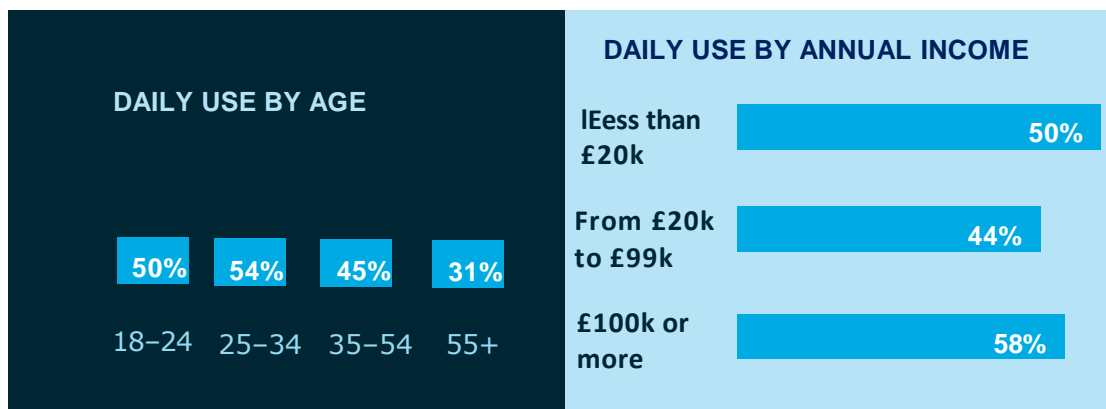 DAILY USE BY AGE
50% 54% 45% 31%
18–24 25–34 35–54 55+
DAILY USE BY ANNUAL INCOME
lEess than
£20k
50%
From £20k
to £99k
44%
£100k or
more
58%